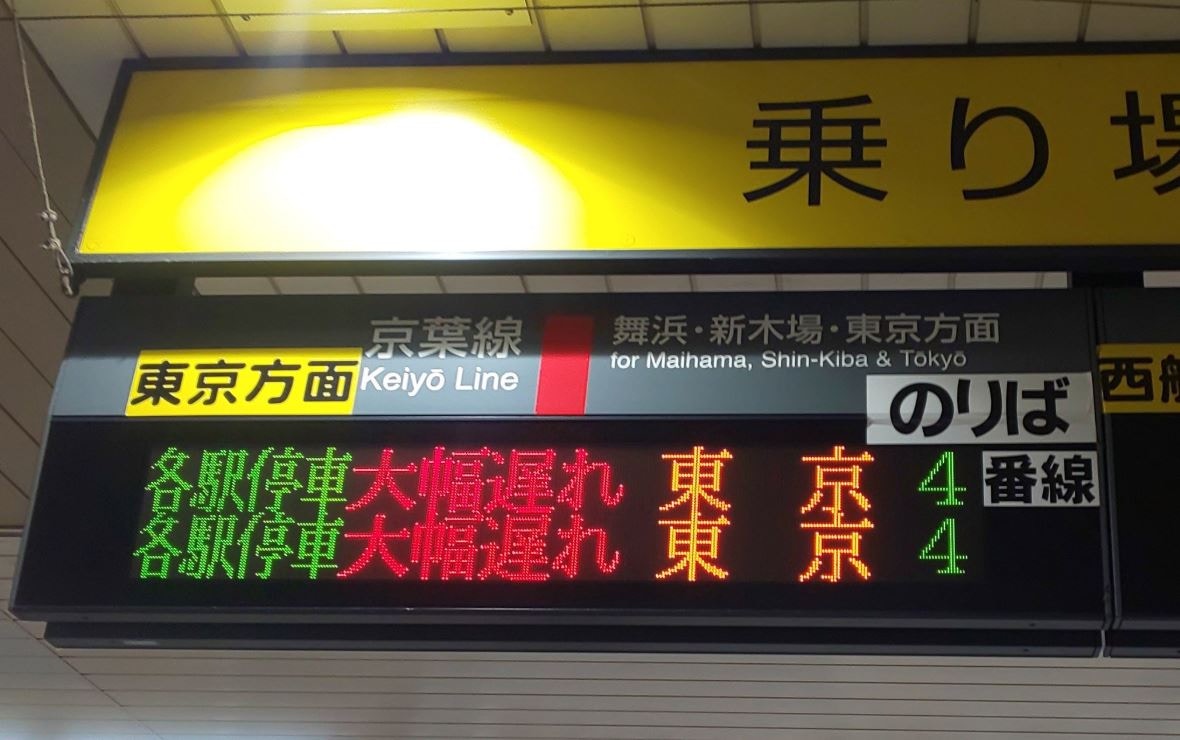 乗り場
京葉線 舞浜・新木場・東京方面
Keiyō Line for Maihama, Shin-Kiba & Tōkyō
東京方面
のりば
西船
各駅停車 大幅遅れ 東京 4 番線
各駅停車 大幅遅れ 東京 4